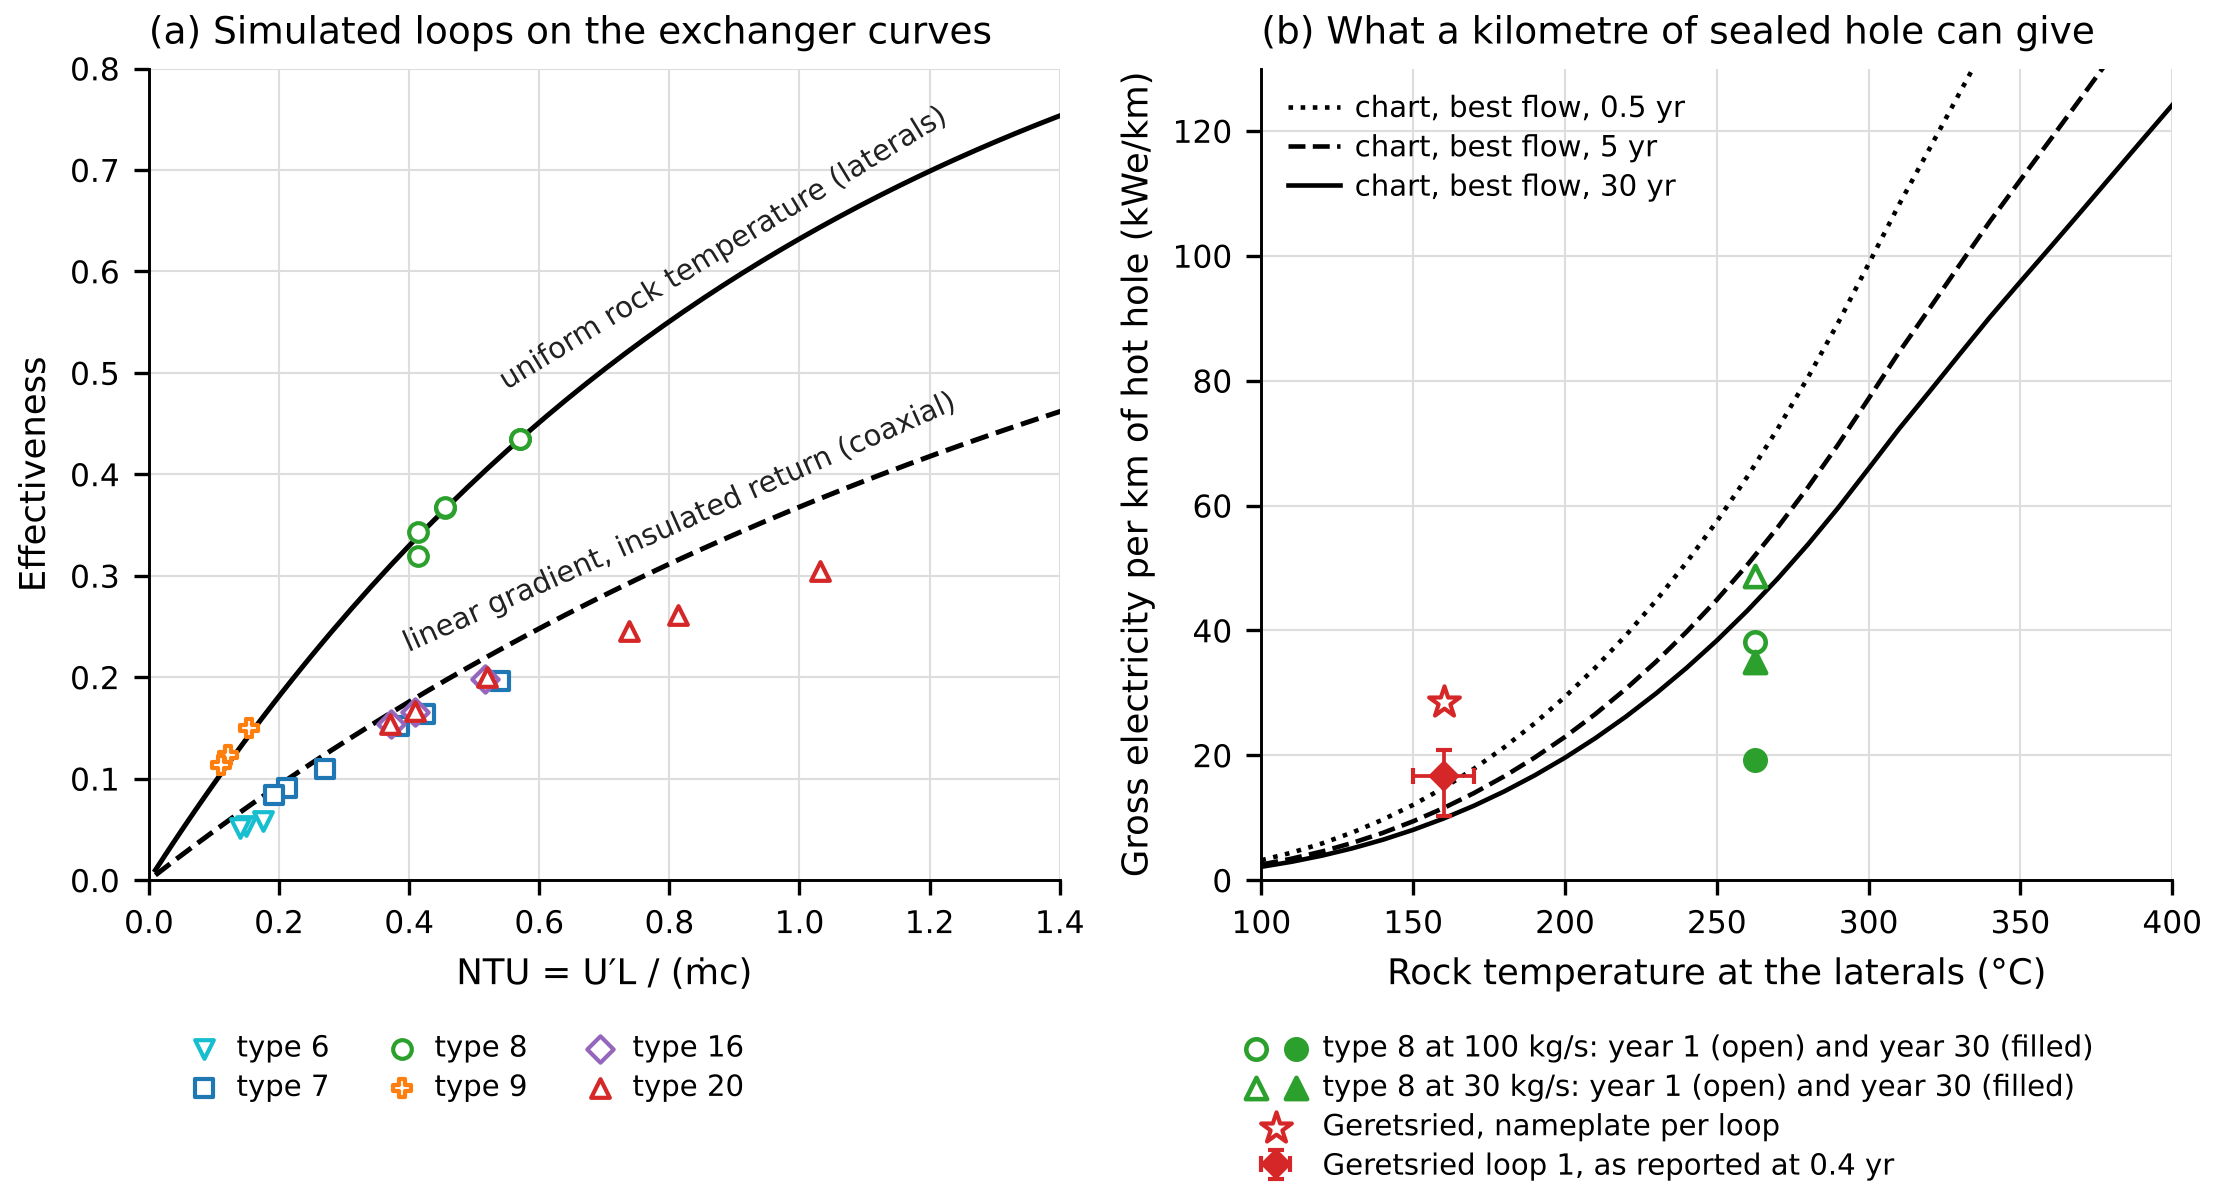 (a) Simulated loops on the exchanger curves
Effectiveness
0.8
0.7
0.6
0.5
0.4
0.3
0.2
0.1
0.0
uniform rock temperature (laterals)
linear gradient, insulated return (coaxial)
0.0 0.2 0.4 0.6 0.8 1.0 1.2 1.4
NTU = U′L / (ṁc)
type 6 type 8 type 16
type 7 type 9 type 20
(b) What a kilometre of sealed hole can give
Gross electricity per km of hot hole (kWe/km)
120
100
80
60
40
20
0
chart, best flow, 0.5 yr
chart, best flow, 5 yr
chart, best flow, 30 yr
100 150 200 250 300 350 400
Rock temperature at the laterals (°C)
type 8 at 100 kg/s: year 1 (open) and year 30 (filled)
type 8 at 30 kg/s: year 1 (open) and year 30 (filled)
Geretsried, nameplate per loop
Geretsried loop 1, as reported at 0.4 yr